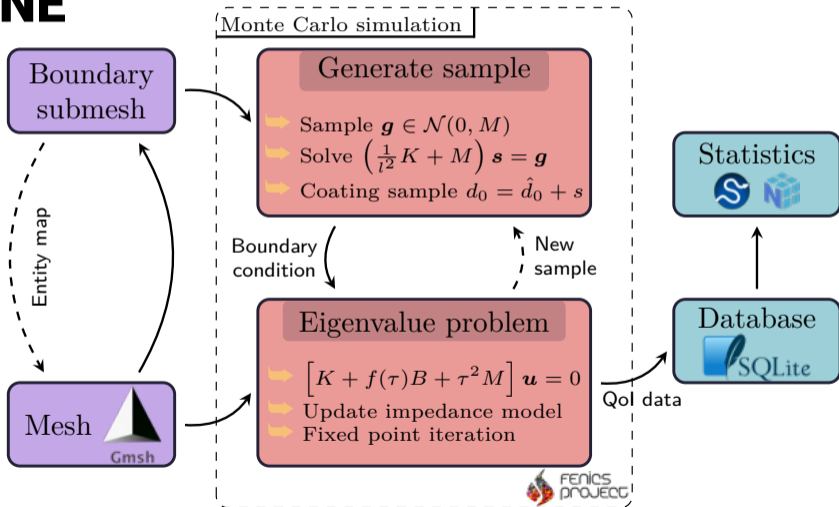 NE
Monte Carlo simulation
Boundary
submesh
Generate sample
Sample g ∈ N(0, M)
Solve (1/l² K + M) s = g
Coating sample d₀ = d̂₀ + s
Statistics
Entity map
Boundary
condition
New
sample
Eigenvalue problem
[K + f(τ)B + τ²M] u = 0
Update impedance model
Fixed point iteration
Database
SQLite
QoI data
Mesh
Gmsh
FENICS
PROJECT